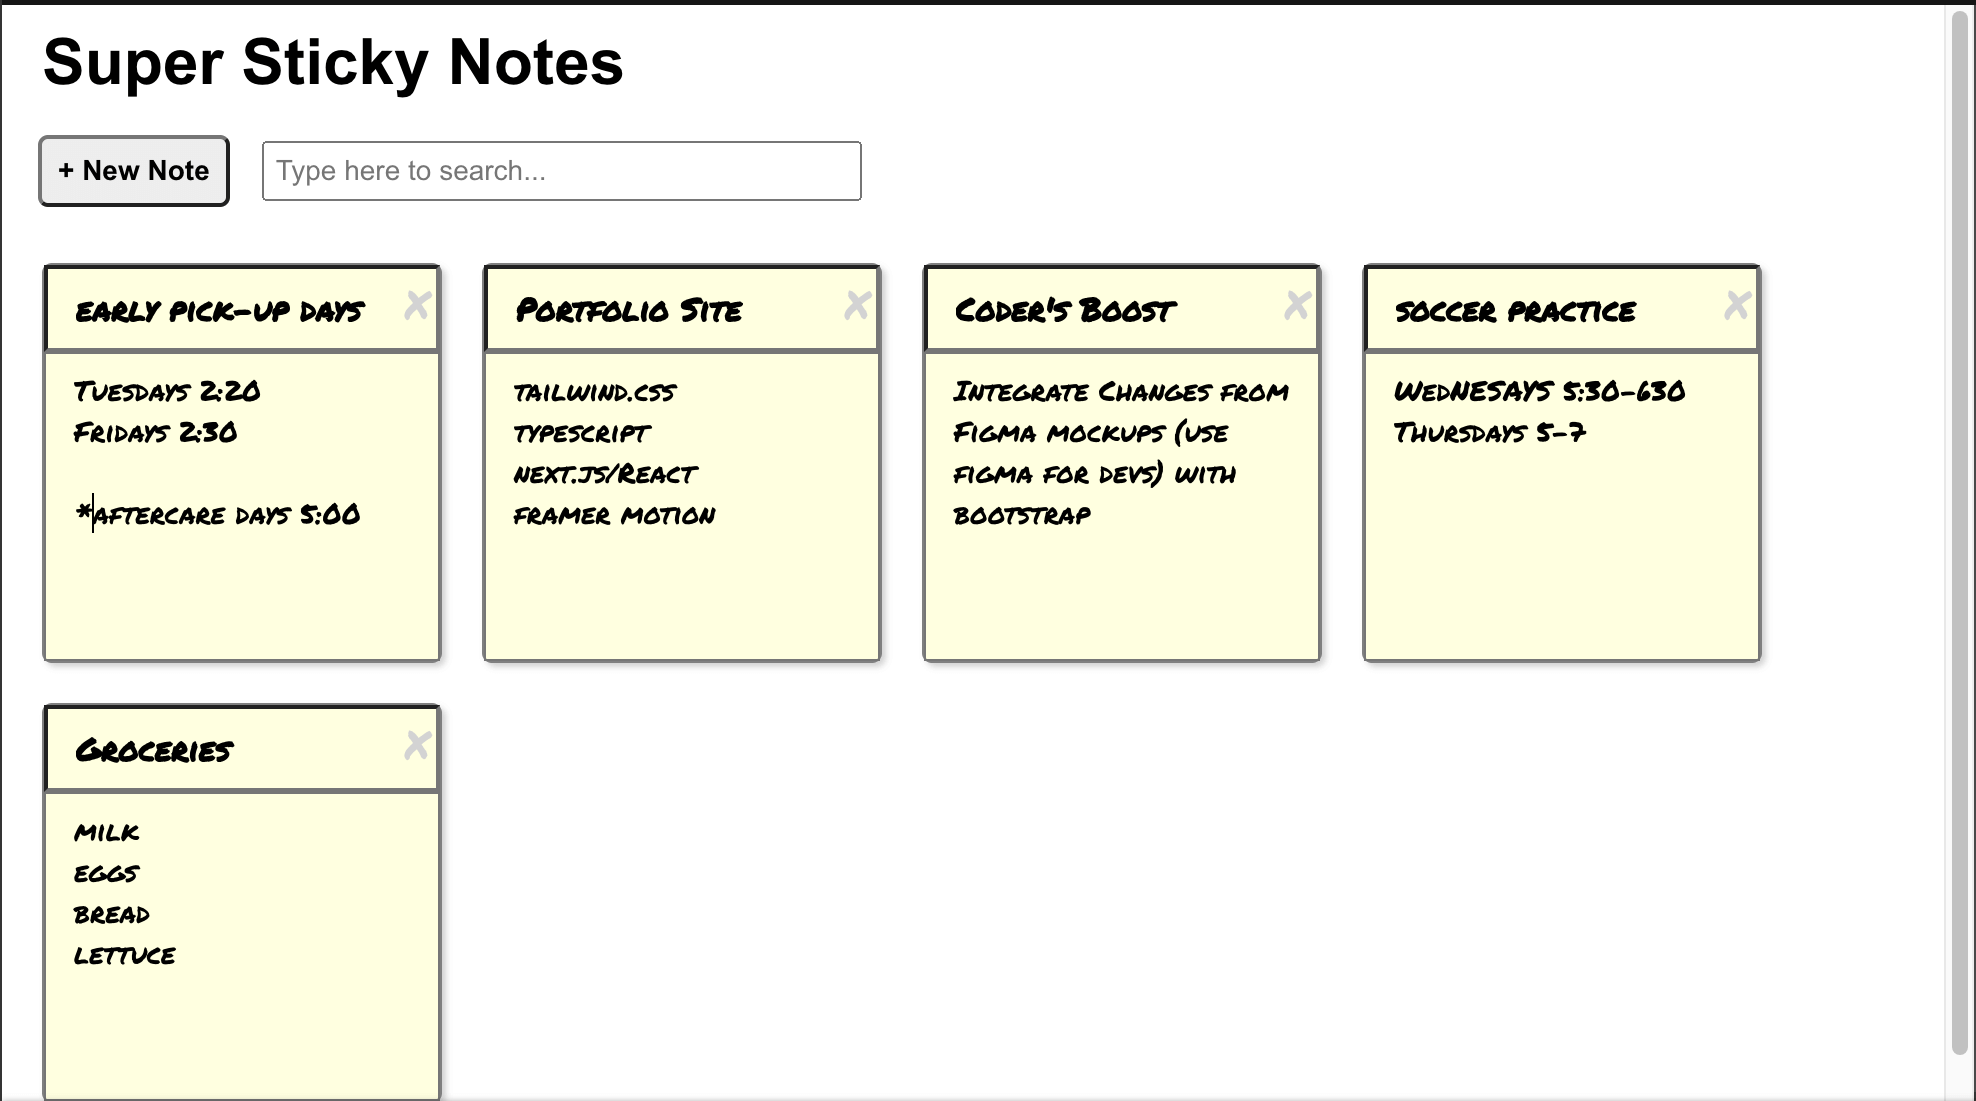 Super Sticky Notes
+ New Note
Type here to search...
early pick-up days
Tuesdays 2:20
Fridays 2:30
*aftercare days 5:00
Portfolio Site
tailwind.css
typescript
next.js/React
framer motion
Coder's Boost
Integrate Changes from
Figma mockups (use
figma for devs) with
bootstrap
soccer practice
WedNESAYS 5:30-630
Thursdays 5-7
Groceries
milk
eggs
bread
lettuce